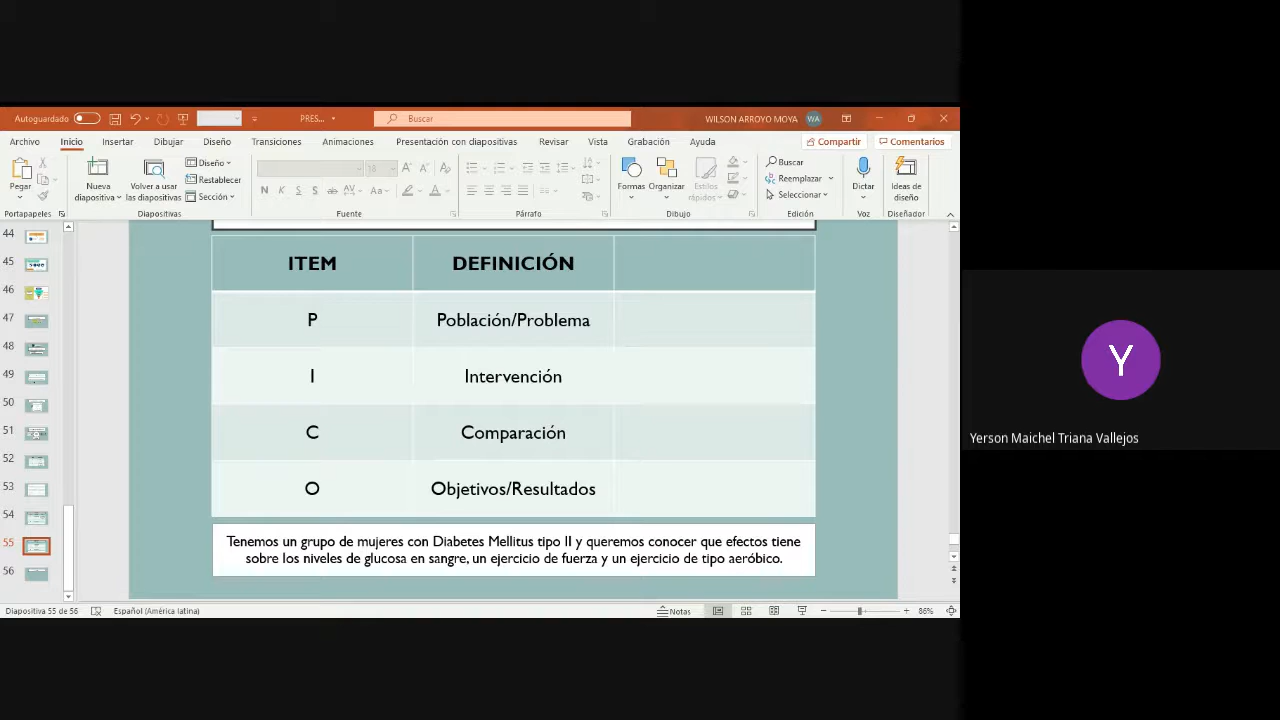 Autoguardado
PRES...
Buscar
WILSON ARROYO MOYA
WA
Archivo
Inicio
Insertar
Dibujar
Diseño
Transiciones
Animaciones
Presentación con diapositivas
Revisar
Vista
Grabación
Ayuda
Compartir
Comentarios
Pegar
Nueva
diapositiva
Volver a usar
las diapositivas
Diseño
Restablecer
Sección
18
N
K
S
S
ab
AV
Aa
A
A
A
Formas
Organizar
Estilos
rápidos
Buscar
Reemplazar
Seleccionar
Dictar
Ideas de
diseño
Portapapeles
Diapositivas
Fuente
Párrafo
Dibujo
Edición
Voz
Diseñador
44
45
46
47
48
49
50
51
52
53
54
55
56
ITEM DEFINICIÓN
P Población/Problema
I Intervención
C Comparación
O Objetivos/Resultados
Tenemos un grupo de mujeres con Diabetes Mellitus tipo II y queremos conocer que efectos tiene
sobre los niveles de glucosa en sangre, un ejercicio de fuerza y un ejercicio de tipo aeróbico.
Diapositiva 55 de 56
Español (América latina)
Notas
86%
Y
Yerson Maichel Triana Vallejos